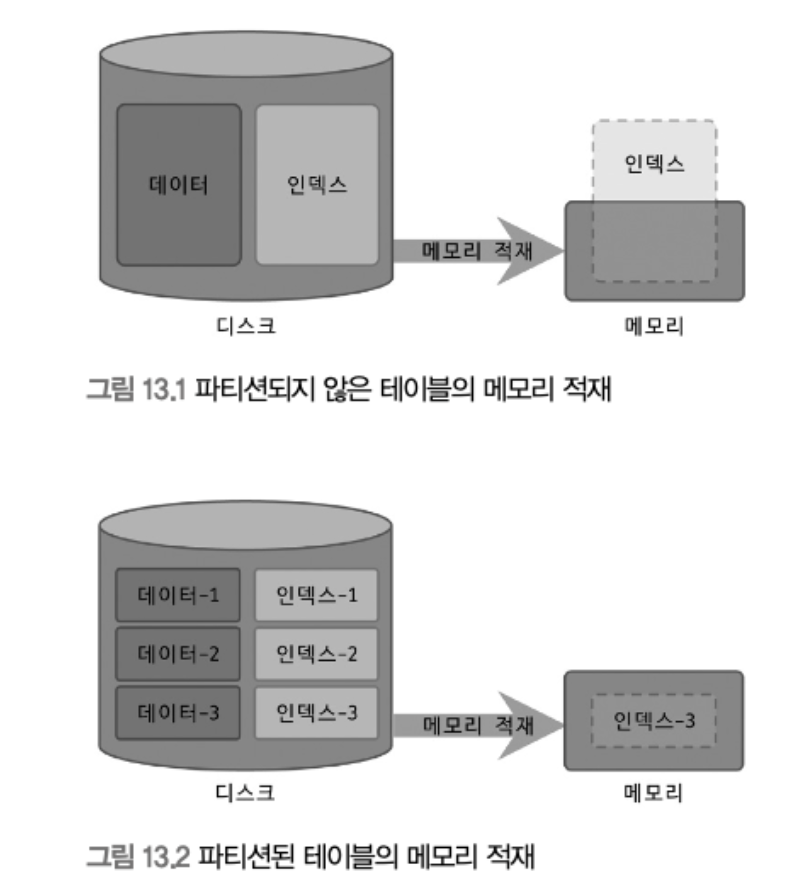 데이터
인덱스
인덱스
메모리 적재
디스크
메모리
그림 13.1 파티션되지 않은 테이블의 메모리 적재
데이터-1
인덱스-1
데이터-2
인덱스-2
데이터-3
인덱스-3
메모리 적재
인덱스-3
디스크
메모리
그림 13.2 파티션된 테이블의 메모리 적재